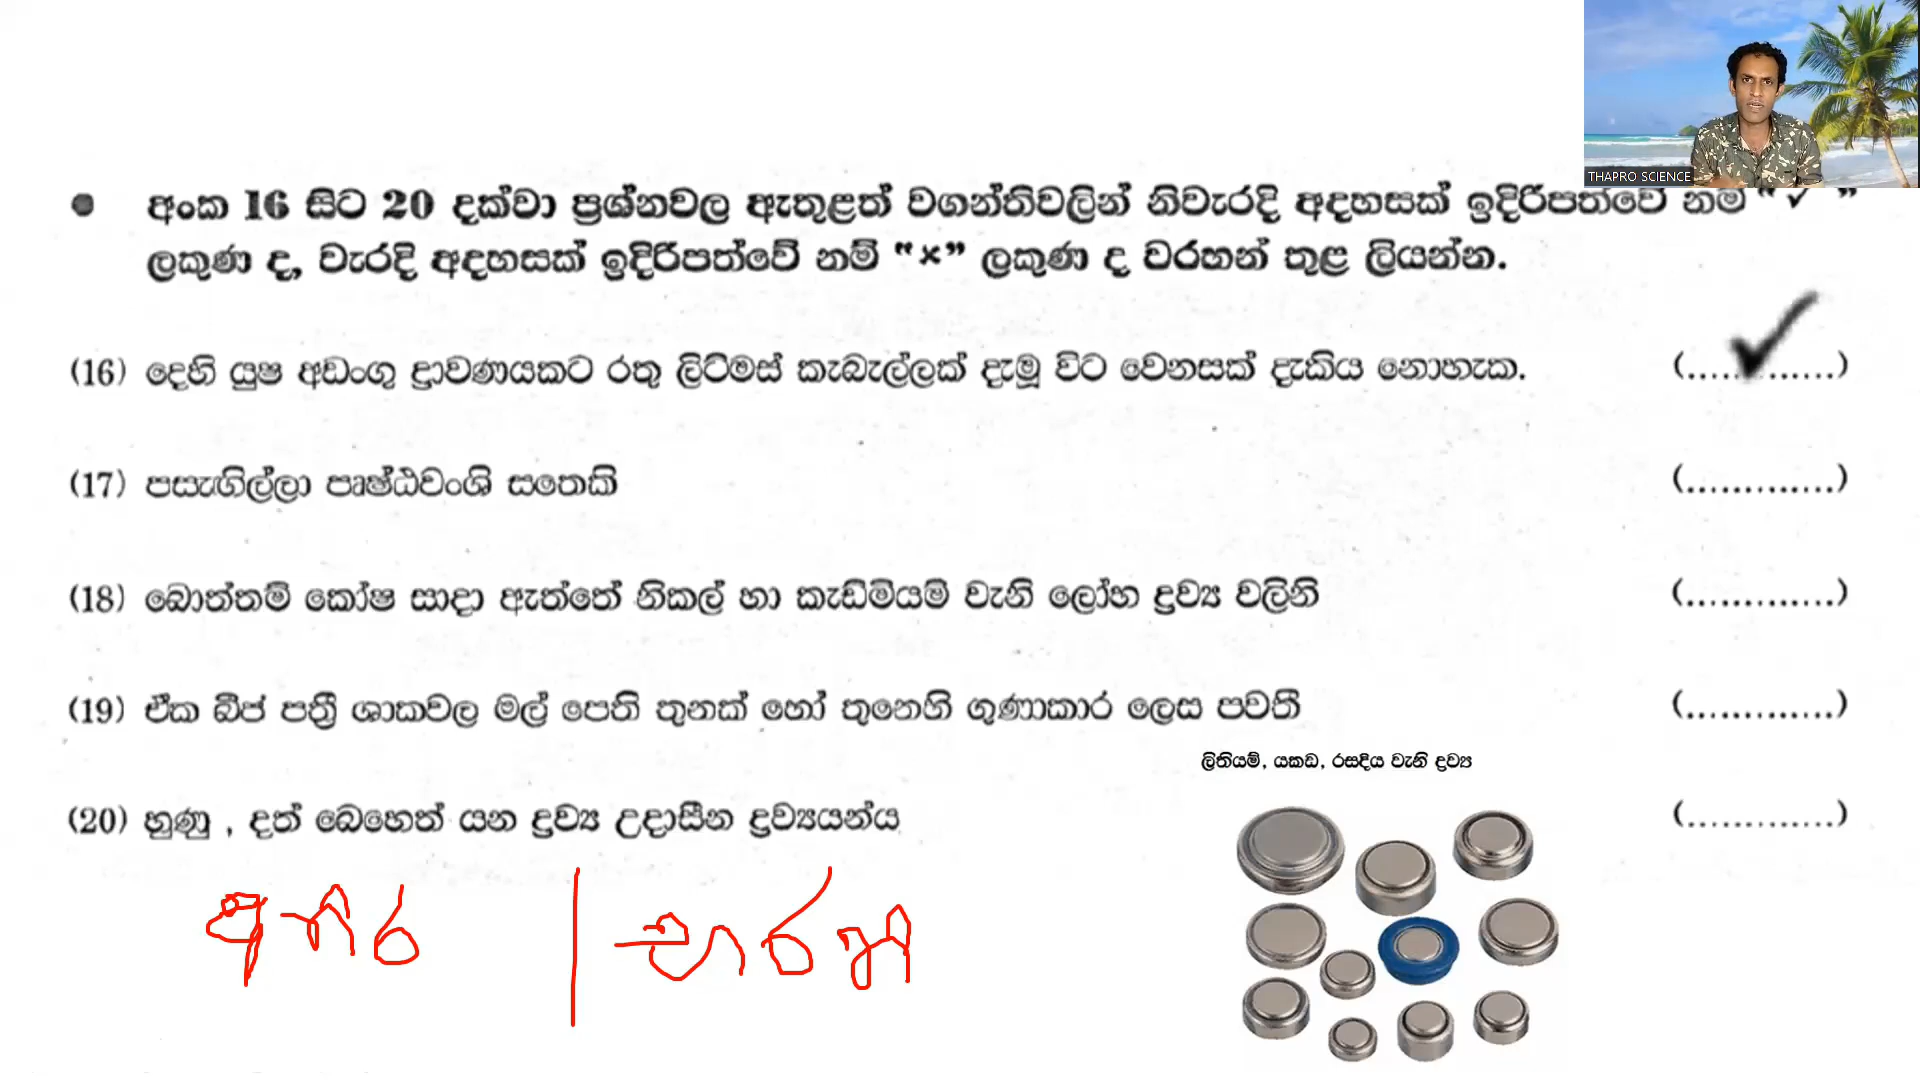 THAPRO SCIENCE
● අංක 16 සිට 20 දක්වා ප්‍රශ්නවල ඇතුළත් වගන්තිවලින් නිවැරදි අදහසක් ඉදිරිපත්වේ නම් “✓”
ලකුණ ද, වැරදි අදහසක් ඉදිරිපත්වේ නම් “×” ලකුණ ද වරහන් තුළ ලියන්න.
(16) දෙහි යුෂ අඩංගු ද්‍රාවණයකට රතු ලිට්මස් කැබැල්ලක් දැමූ විට වෙනසක් දැකිය නොහැක. (......✓......)
(17) පසැඟිල්ලා පෘෂ්ඨවංශි සතෙකි (.............)
(18) බොත්තම් කෝෂ සාදා ඇත්තේ නිකල් හා කැඩ්මියම් වැනි ලෝහ ද්‍රව්‍ය වලිනි (.............)
(19) ඒක බීජ පත්‍රී ශාකවල මල් පෙති තුනක් හෝ තුනෙහි ගුණාකාර ලෙස පවතී (.............)
ලිතියම්, යකඩ, රසදිය වැනි ද්‍රව්‍ය
(20) හුණු , දත් බෙහෙත් යන ද්‍රව්‍ය උදාසීන ද්‍රව්‍යයන්ය (.............)